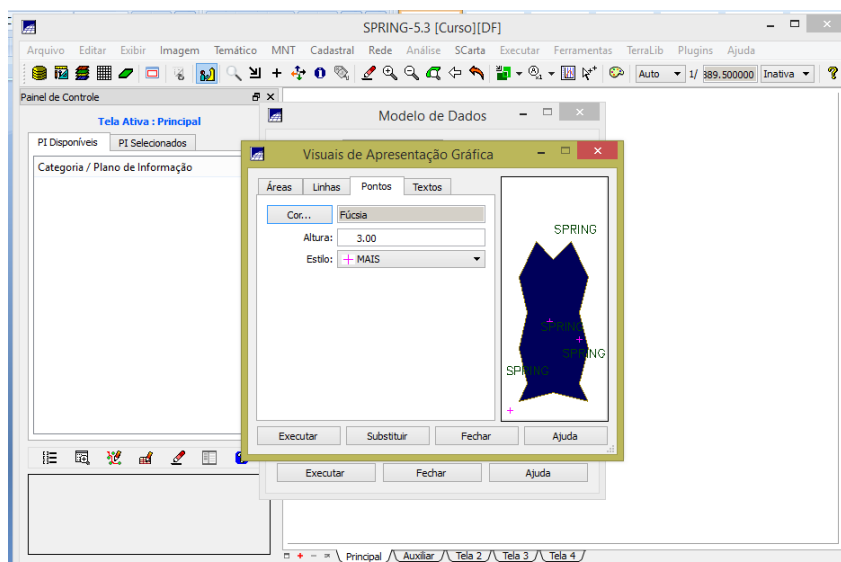 SPRING-5.3 [Curso][DF]
Arquivo Editar Exibir Imagem Temático MNT Cadastral Rede Análise SCarta Executar Ferramentas TerraLib Plugins Ajuda
Auto 1/ 889.500000 Inativa
Painel de Controle
Tela Ativa : Principal
PI Disponíveis PI Selecionados
Categoria / Plano de Informação
Modelo de Dados
Visuais de Apresentação Gráfica
Áreas Linhas Pontos Textos
Cor... Fúcsia
Altura: 3.00
Estilo: MAIS
SPRING
SPRING
SPRING
SPRING
Executar Substituir Fechar Ajuda
Executar Fechar Ajuda
Principal Auxiliar Tela 2 Tela 3 Tela 4